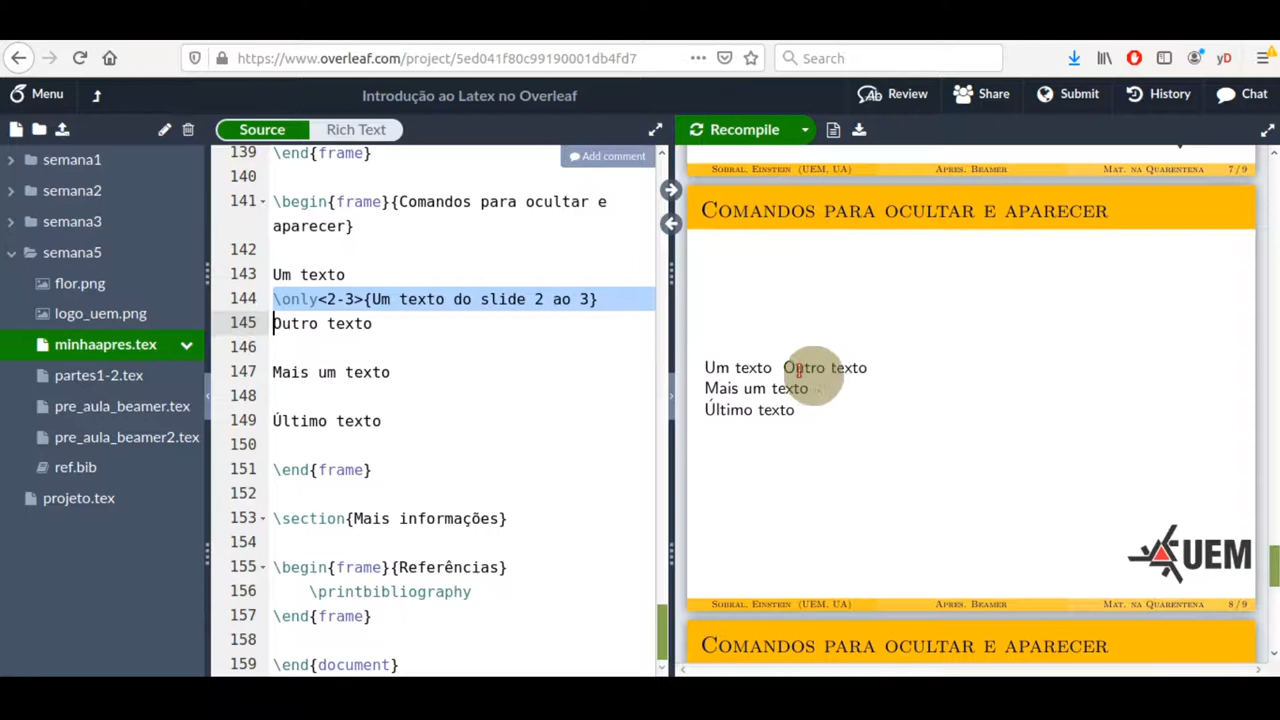 https://www.overleaf.com/project/5ed041f80c99190001db4fd7
Search
yD
Menu
Introdução ao Latex no Overleaf
Review
Share
Submit
History
Chat
Source
Rich Text
Recompile
semana1
semana2
semana3
semana5
flor.png
logo_uem.png
minhaapres.tex
partes1-2.tex
pre_aula_beamer.tex
pre_aula_beamer2.tex
ref.bib
projeto.tex
Add comment
139 \end{frame}
140
141 \begin{frame}{Comandos para ocultar e
aparecer}
142
143 Um texto
144 \only<2-3>{Um texto do slide 2 ao 3}
145 Outro texto
146
147 Mais um texto
148
149 Último texto
150
151 \end{frame}
152
153 \section{Mais informações}
154
155 \begin{frame}{Referências}
156 \printbibliography
157 \end{frame}
158
159 \end{document}
Sobral, Einstein (UEM, UA) Apres. Beamer Mat. na Quarentena 7 / 9
Comandos para ocultar e aparecer
Um texto Outro texto
Mais um texto
Último texto
UEM
Sobral, Einstein (UEM, UA) Apres. Beamer Mat. na Quarentena 8 / 9
Comandos para ocultar e aparecer